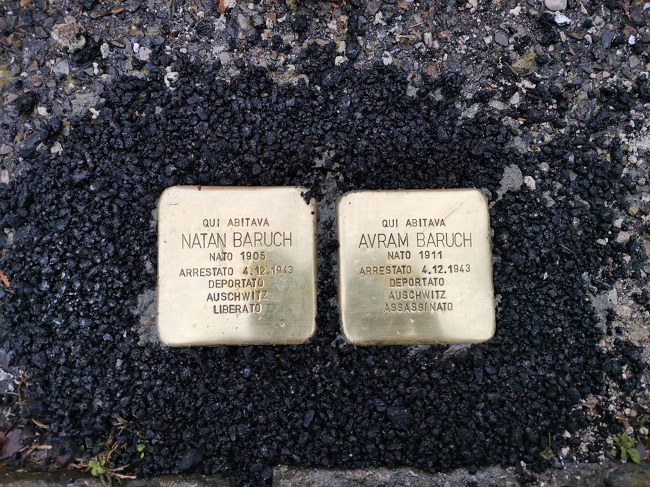 QUI ABITAVA
NATAN BARUCH
NATO 1905
ARRESTATO 4.12.1943
DEPORTATO
AUSCHWITZ
LIBERATO
QUI ABITAVA
AVRAM BARUCH
NATO 1911
ARRESTATO 4.12.1943
DEPORTATO
AUSCHWITZ
ASSASSINATO